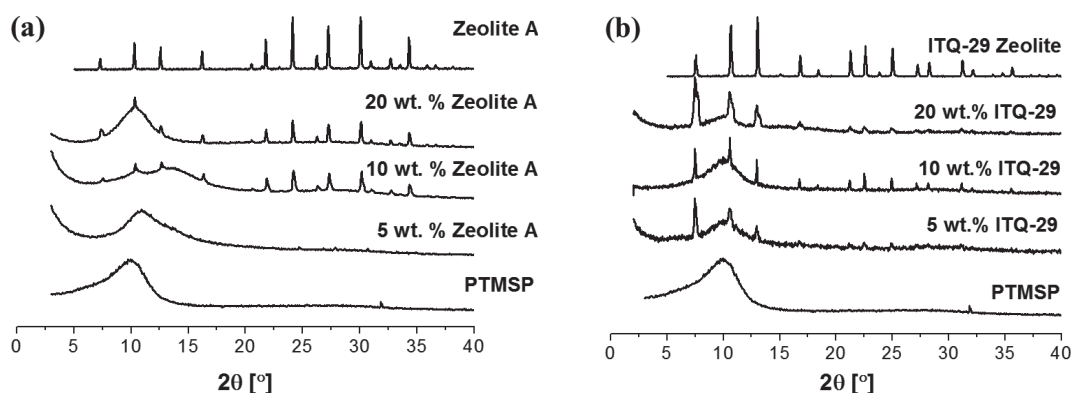 (a)
Zeolite A
20 wt. % Zeolite A
10 wt. % Zeolite A
5 wt. % Zeolite A
PTMSP
0 5 10 15 20 25 30 35 40
2θ [°]
(b)
ITQ-29 Zeolite
20 wt.% ITQ-29
10 wt.% ITQ-29
5 wt.% ITQ-29
PTMSP
0 5 10 15 20 25 30 35 40
2θ [°]